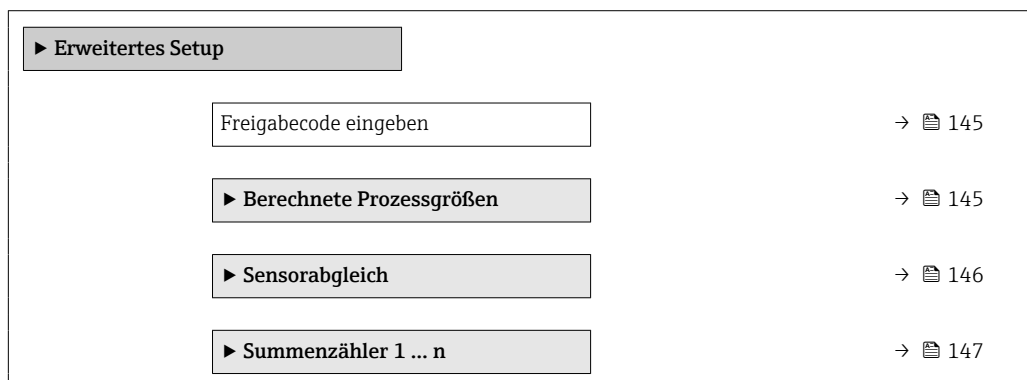 ▶ Erweitertes Setup
Freigabecode eingeben → 145
▶ Berechnete Prozessgrößen → 145
▶ Sensorabgleich → 146
▶ Summenzähler 1 ... n → 147